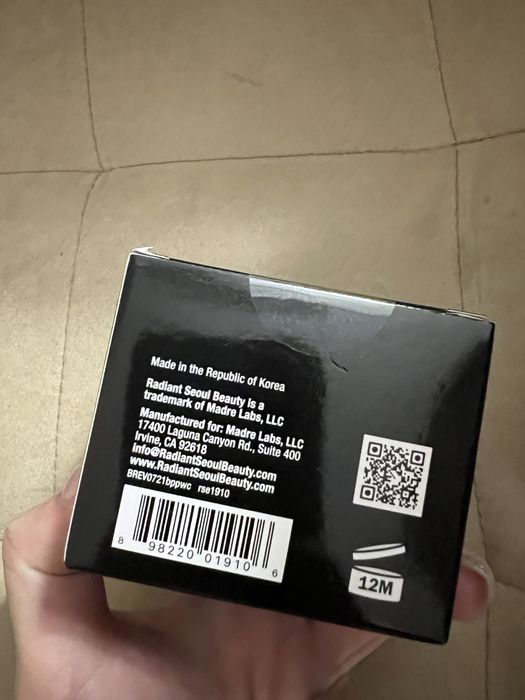 Made in the Republic of Korea
Radiant Seoul Beauty is a
trademark of Madre Labs, LLC
Manufactured for: Madre Labs, LLC
17400 Laguna Canyon Rd., Suite 400
Irvine, CA 92618
info@RadiantSeoulBeauty.com
www.RadiantSeoulBeauty.com
BREV0721bppwc rse1910
8 98220 01910 6
12M